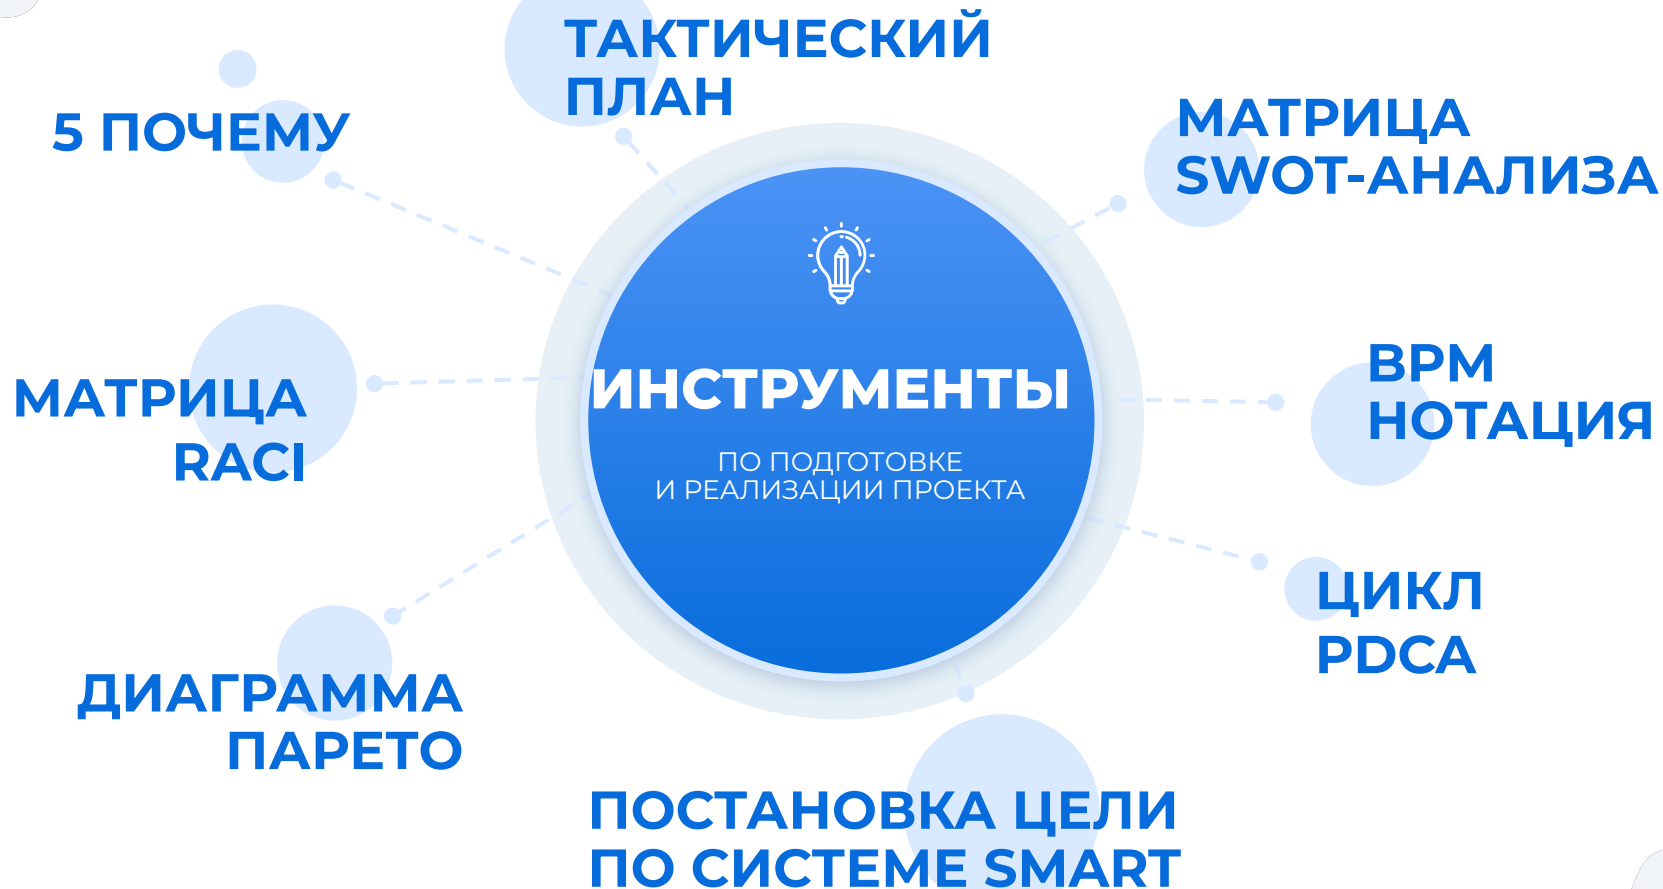 ТАКТИЧЕСКИЙ
ПЛАН
5 ПОЧЕМУ
МАТРИЦА
SWOT-АНАЛИЗА
МАТРИЦА
RACI
ИНСТРУМЕНТЫ
ПО ПОДГОТОВКЕ
И РЕАЛИЗАЦИИ ПРОЕКТА
BPM
НОТАЦИЯ
ЦИКЛ
PDCA
ДИАГРАММА
ПАРЕТО
ПОСТАНОВКА ЦЕЛИ
ПО СИСТЕМЕ SMART